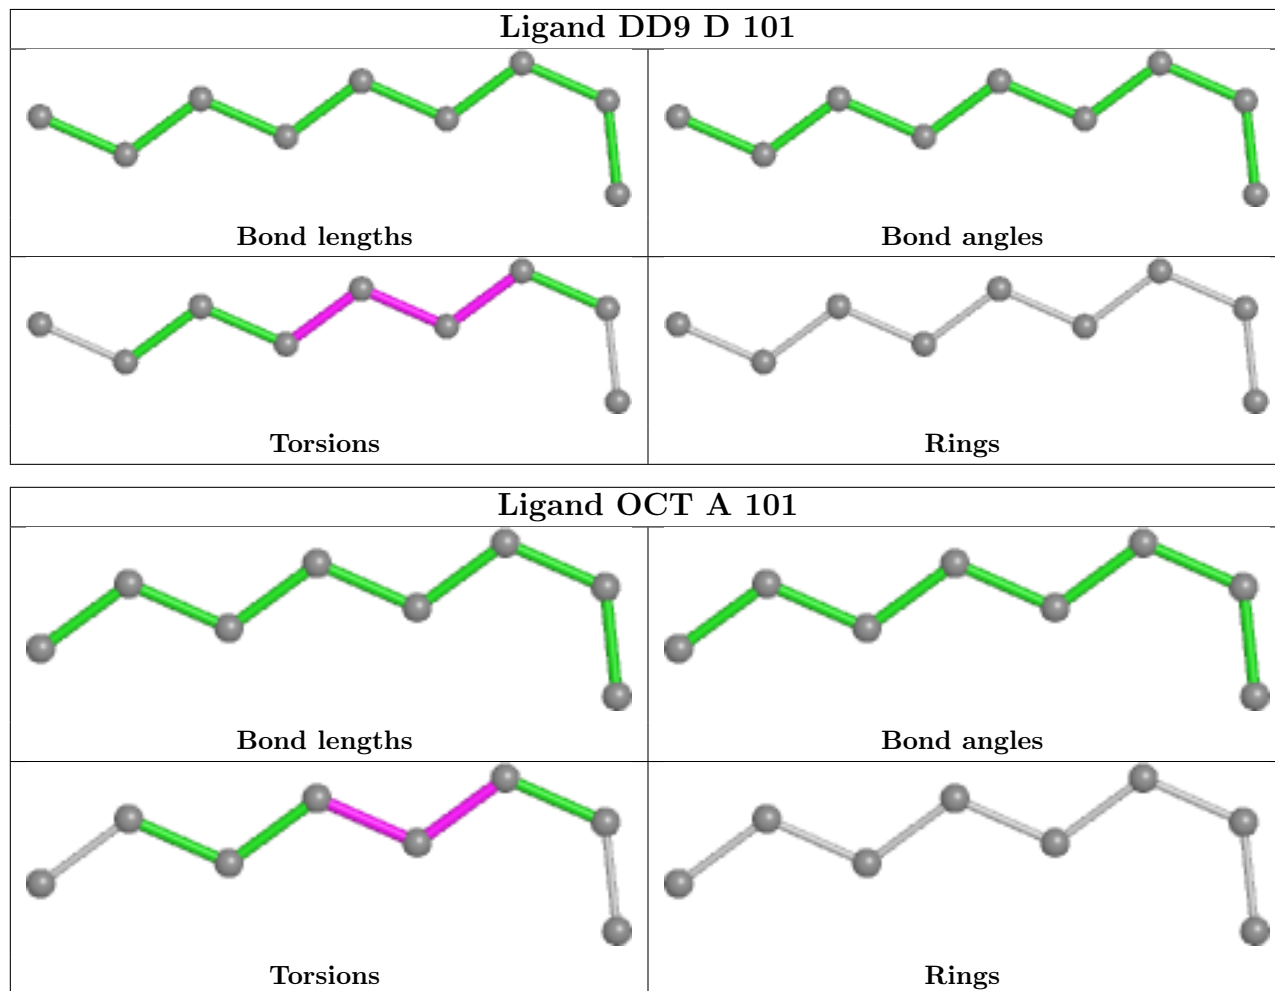 Ligand DD9 D 101
Bond lengths
Bond angles
Torsions
Rings
Ligand OCT A 101
Bond lengths
Bond angles
Torsions
Rings